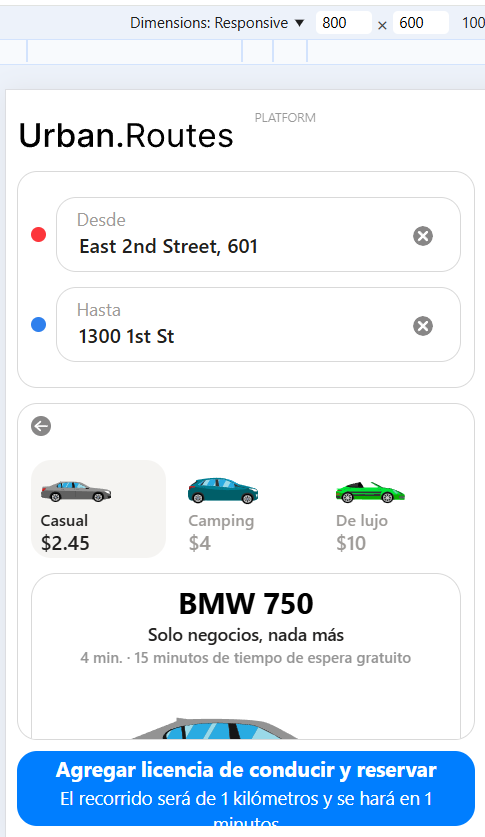 Dimensions: Responsive ▼ 800 × 600 100
Urban.Routes PLATFORM
Desde
East 2nd Street, 601
Hasta
1300 1st St
Casual Camping De lujo
$2.45 $4 $10
BMW 750
Solo negocios, nada más
4 min. · 15 minutos de tiempo de espera gratuito
Agregar licencia de conducir y reservar
El recorrido será de 1 kilómetros y se hará en 1
minutos